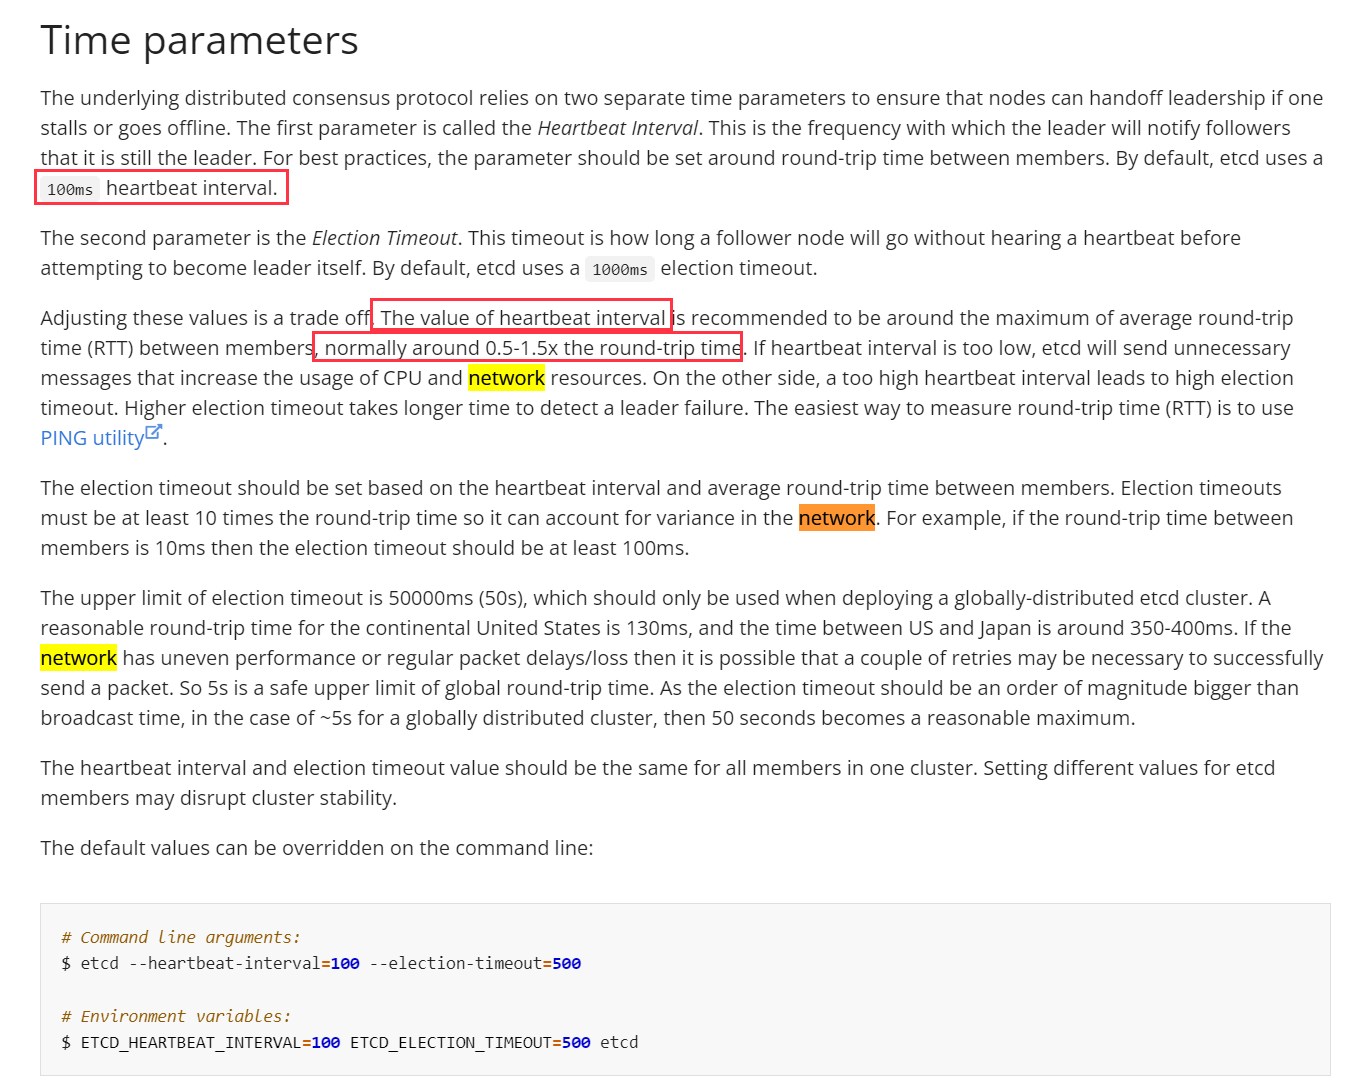 Time parameters
The underlying distributed consensus protocol relies on two separate time parameters to ensure that nodes can handoff leadership if one
stalls or goes offline. The first parameter is called the Heartbeat Interval. This is the frequency with which the leader will notify followers
that it is still the leader. For best practices, the parameter should be set around round-trip time between members. By default, etcd uses a
100ms heartbeat interval.
The second parameter is the Election Timeout. This timeout is how long a follower node will go without hearing a heartbeat before
attempting to become leader itself. By default, etcd uses a 1000ms election timeout.
Adjusting these values is a trade off. The value of heartbeat interval is recommended to be around the maximum of average round-trip
time (RTT) between members, normally around 0.5-1.5x the round-trip time. If heartbeat interval is too low, etcd will send unnecessary
messages that increase the usage of CPU and network resources. On the other side, a too high heartbeat interval leads to high election
timeout. Higher election timeout takes longer time to detect a leader failure. The easiest way to measure round-trip time (RTT) is to use
PING utility.
The election timeout should be set based on the heartbeat interval and average round-trip time between members. Election timeouts
must be at least 10 times the round-trip time so it can account for variance in the network. For example, if the round-trip time between
members is 10ms then the election timeout should be at least 100ms.
The upper limit of election timeout is 50000ms (50s), which should only be used when deploying a globally-distributed etcd cluster. A
reasonable round-trip time for the continental United States is 130ms, and the time between US and Japan is around 350-400ms. If the
network has uneven performance or regular packet delays/loss then it is possible that a couple of retries may be necessary to successfully
send a packet. So 5s is a safe upper limit of global round-trip time. As the election timeout should be an order of magnitude bigger than
broadcast time, in the case of ~5s for a globally distributed cluster, then 50 seconds becomes a reasonable maximum.
The heartbeat interval and election timeout value should be the same for all members in one cluster. Setting different values for etcd
members may disrupt cluster stability.
The default values can be overridden on the command line:
# Command line arguments:
$ etcd --heartbeat-interval=100 --election-timeout=500
# Environment variables:
$ ETCD_HEARTBEAT_INTERVAL=100 ETCD_ELECTION_TIMEOUT=500 etcd